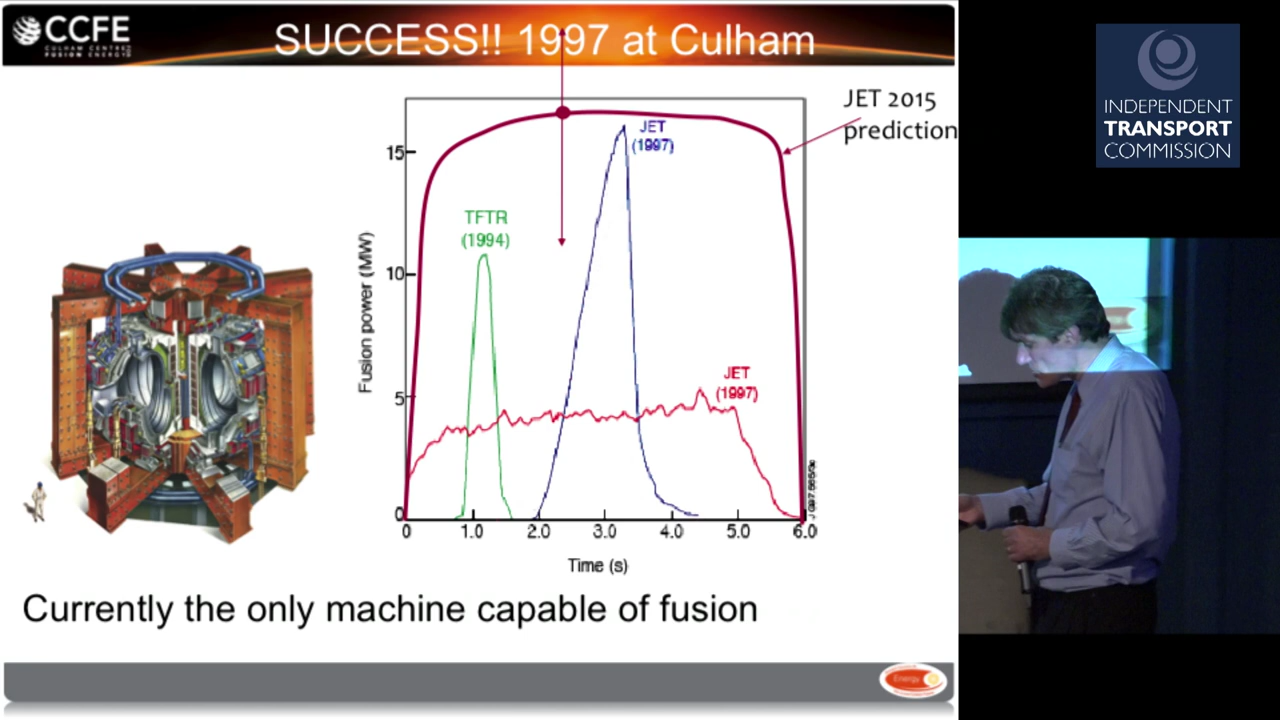 CCFE
CULHAM CENTRE
FUSION ENERGY
SUCCESS!! 1997 at Culham
JET 2015
prediction
INDEPENDENT
TRANSPORT
COMMISSION
Fusion power (MW)
15
10
5
0
TFTR
(1994)
JET
(1997)
JET
(1997)
0
1.0
2.0
3.0
4.0
5.0
6.0
Time (s)
Currently the only machine capable of fusion
Energy